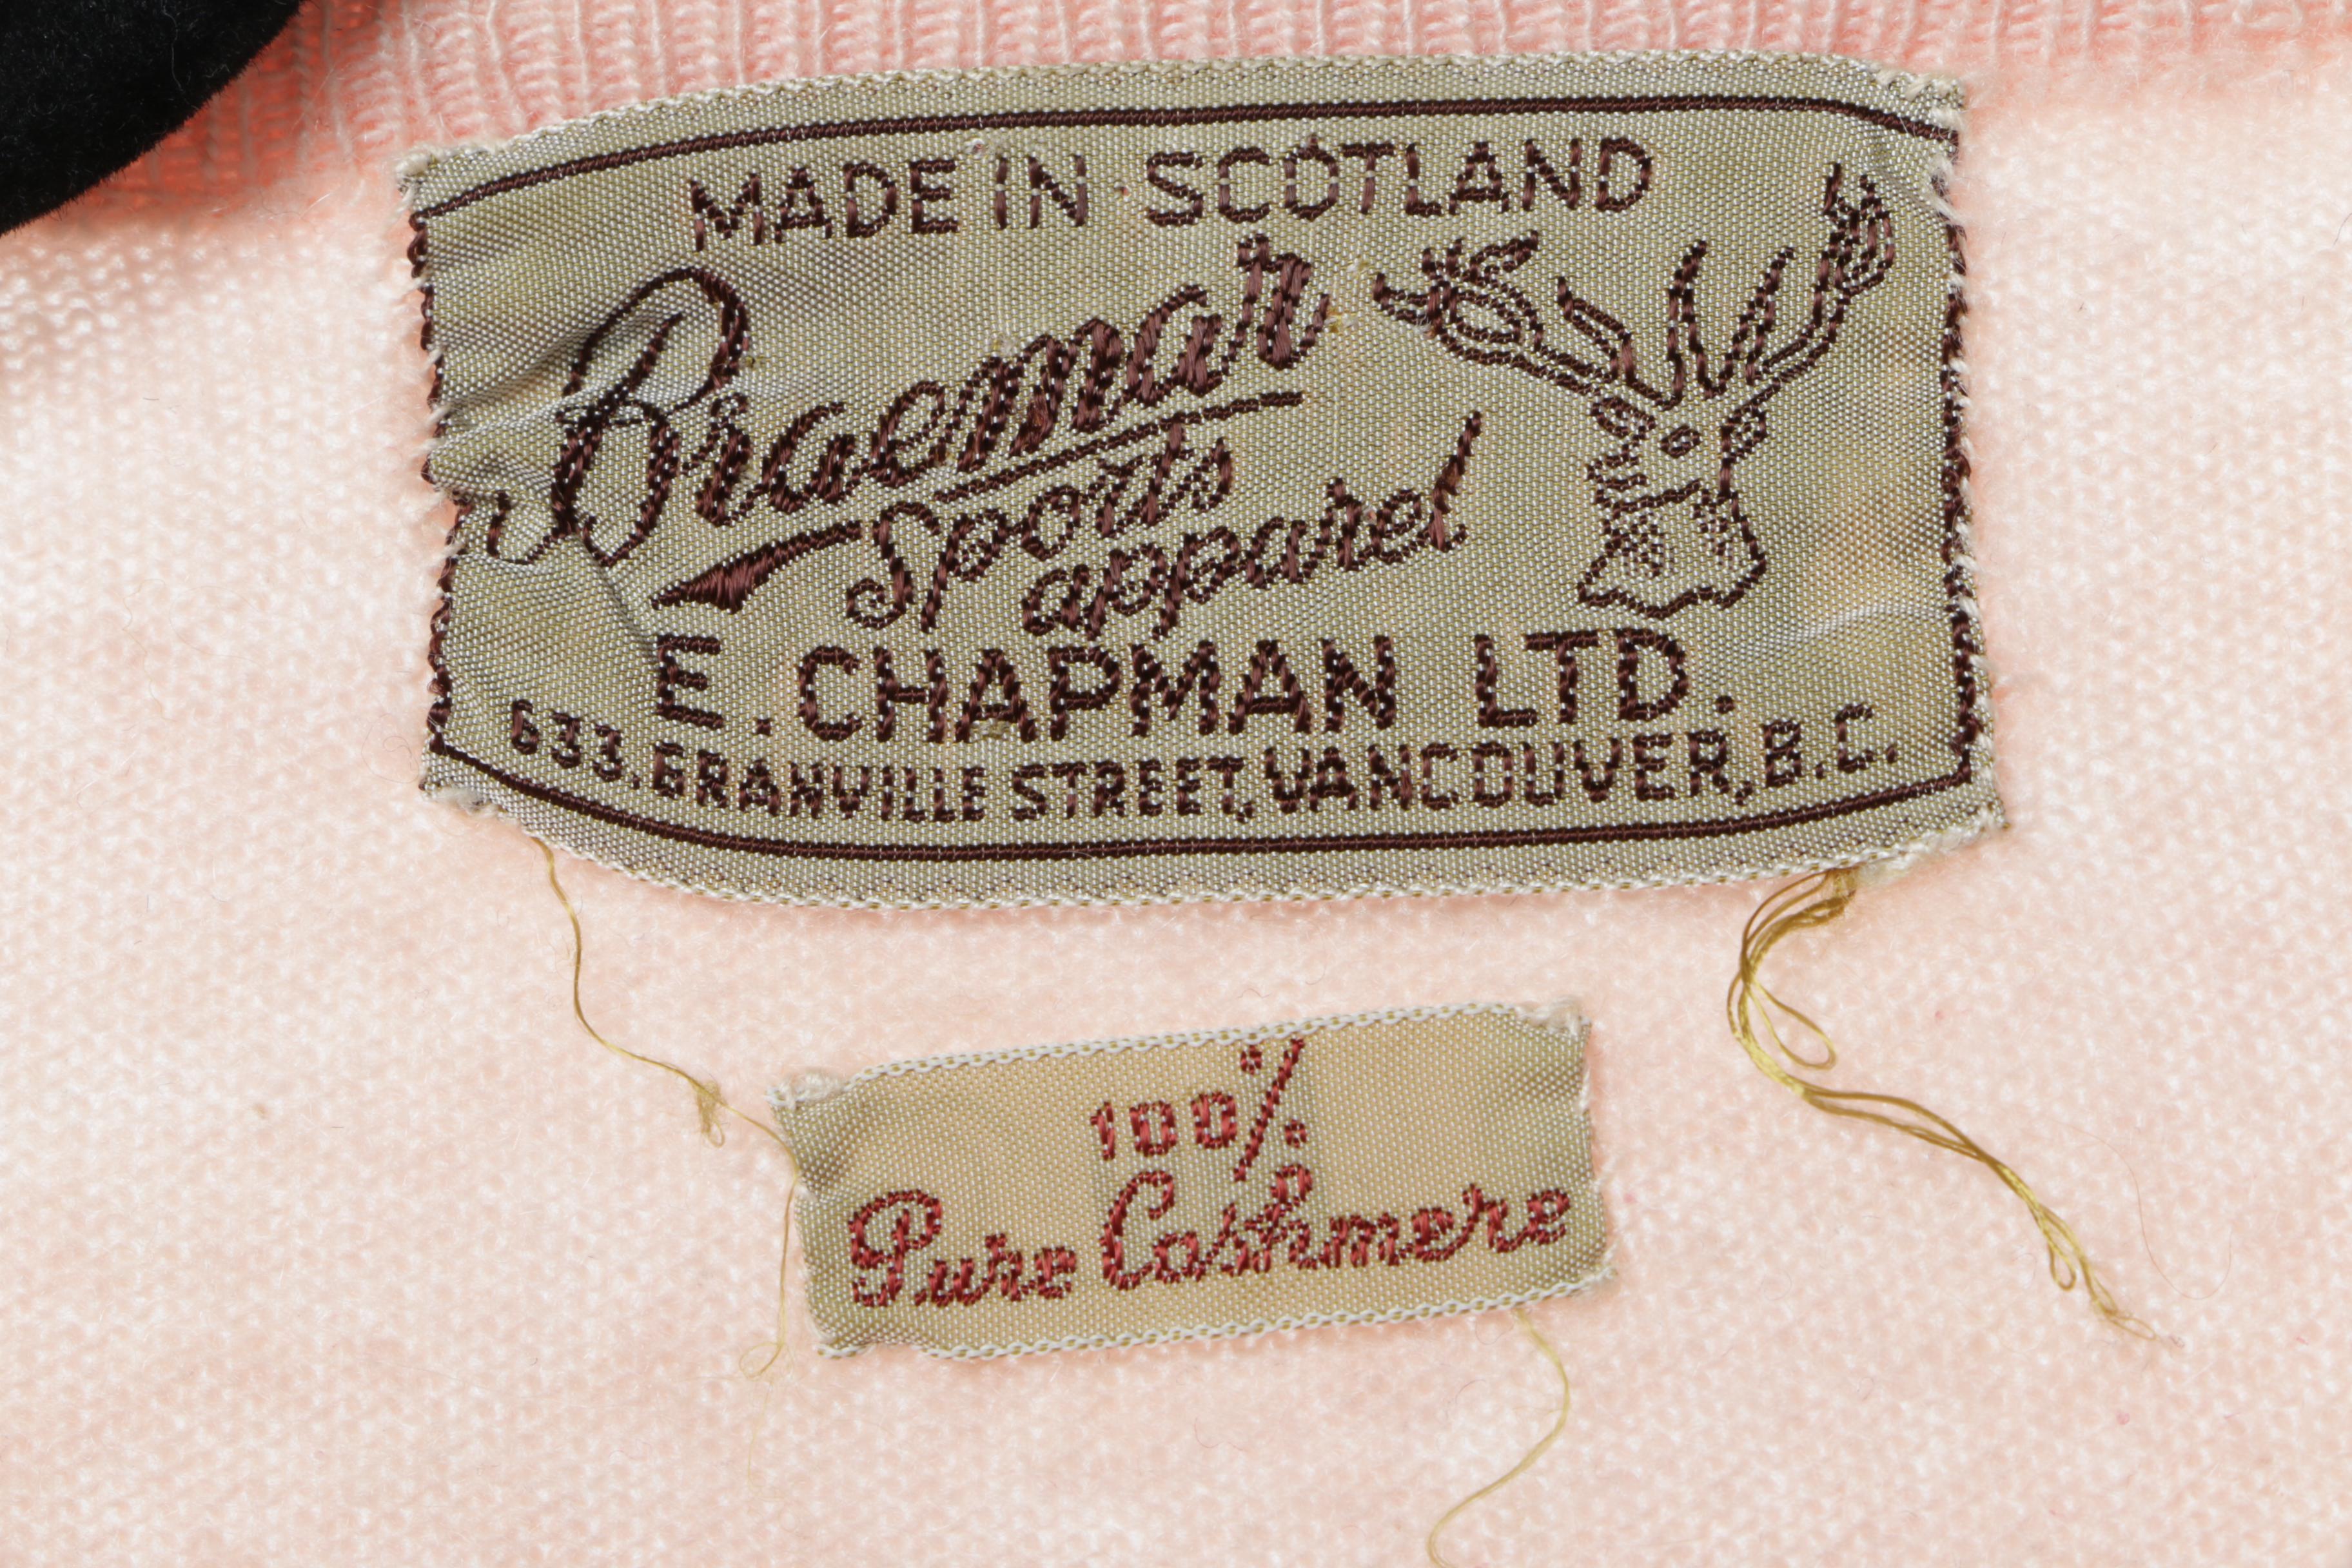 MADE IN SCOTLAND
Braemar
Sports
apparel
E. CHAPMAN LTD.
633, GRANVILLE STREET, VANCOUVER, B.C.
100%
Pure Cashmere